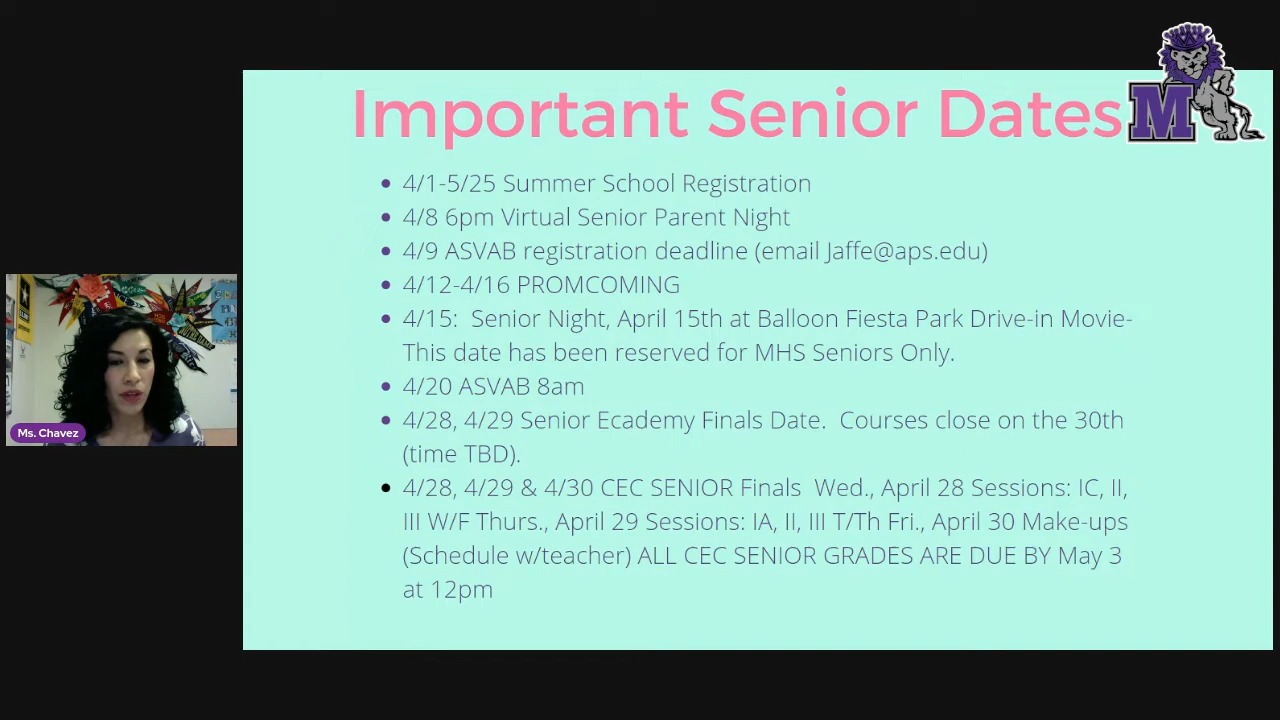 Important Senior Dates
M
• 4/1-5/25 Summer School Registration
• 4/8 6pm Virtual Senior Parent Night
• 4/9 ASVAB registration deadline (email Jaffe@aps.edu)
• 4/12-4/16 PROMCOMING
• 4/15:  Senior Night, April 15th at Balloon Fiesta Park Drive-in Movie-
This date has been reserved for MHS Seniors Only.
• 4/20 ASVAB 8am
• 4/28, 4/29 Senior Ecademy Finals Date.  Courses close on the 30th
(time TBD).
• 4/28, 4/29 & 4/30 CEC SENIOR Finals  Wed., April 28 Sessions: IC, II,
III W/F Thurs., April 29 Sessions: IA, II, III T/Th Fri., April 30 Make-ups
(Schedule w/teacher) ALL CEC SENIOR GRADES ARE DUE BY May 3
at 12pm
Ms. Chavez